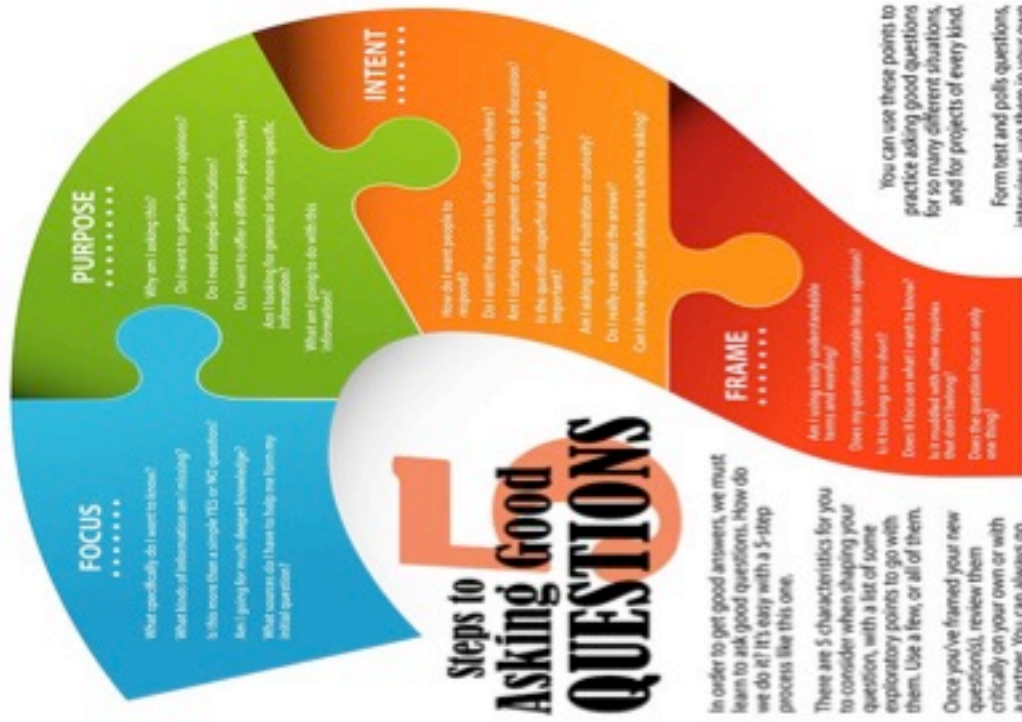 5
Steps to
Asking Good
QUESTIONS
In order to get good answers, we must
learn to ask good questions. How do
we do it? It's easy with a 5-step
process like this one.
There are 5 characteristics for you
to consider when shaping your
question, with a list of some
exploratory points to go with
them. Use a few, or all of them.
Once you've framed your new
question(s), review them
critically on your own or with
a partner. You can always go
FOCUS
What specifically do I want to know?
What kinds of information am I missing?
Is this more than a simple YES or NO question?
Am I going for much deeper knowledge?
What sources do I have to help me form my
initial question?
PURPOSE
Why am I asking this?
Do I want to gather facts or opinions?
Do I need simple clarification?
Do I want to offer a different perspective?
Am I looking for general or for more specific
information?
What am I going to do with this
information?
INTENT
How do I want people to
respond?
Do I want the answer to be of help to others?
Am I starting an argument or opening up a discussion?
Is the question superficial and not really useful or
important?
Am I asking out of frustration or curiosity?
Do I really care about the answer?
Can I show respect or deference to who I'm asking?
FRAME
Am I using easily understandable
terms and wording?
Does my question contain bias or opinion?
Is it too long or too short?
Does it focus on what I want to know?
Is it muddled with other inquiries
that don't belong?
Does the question focus on only
one thing?
You can use these points to
practice asking good questions
for so many different situations,
and for projects of every kind.
Form test and polls questions,
interviews, use them in your own